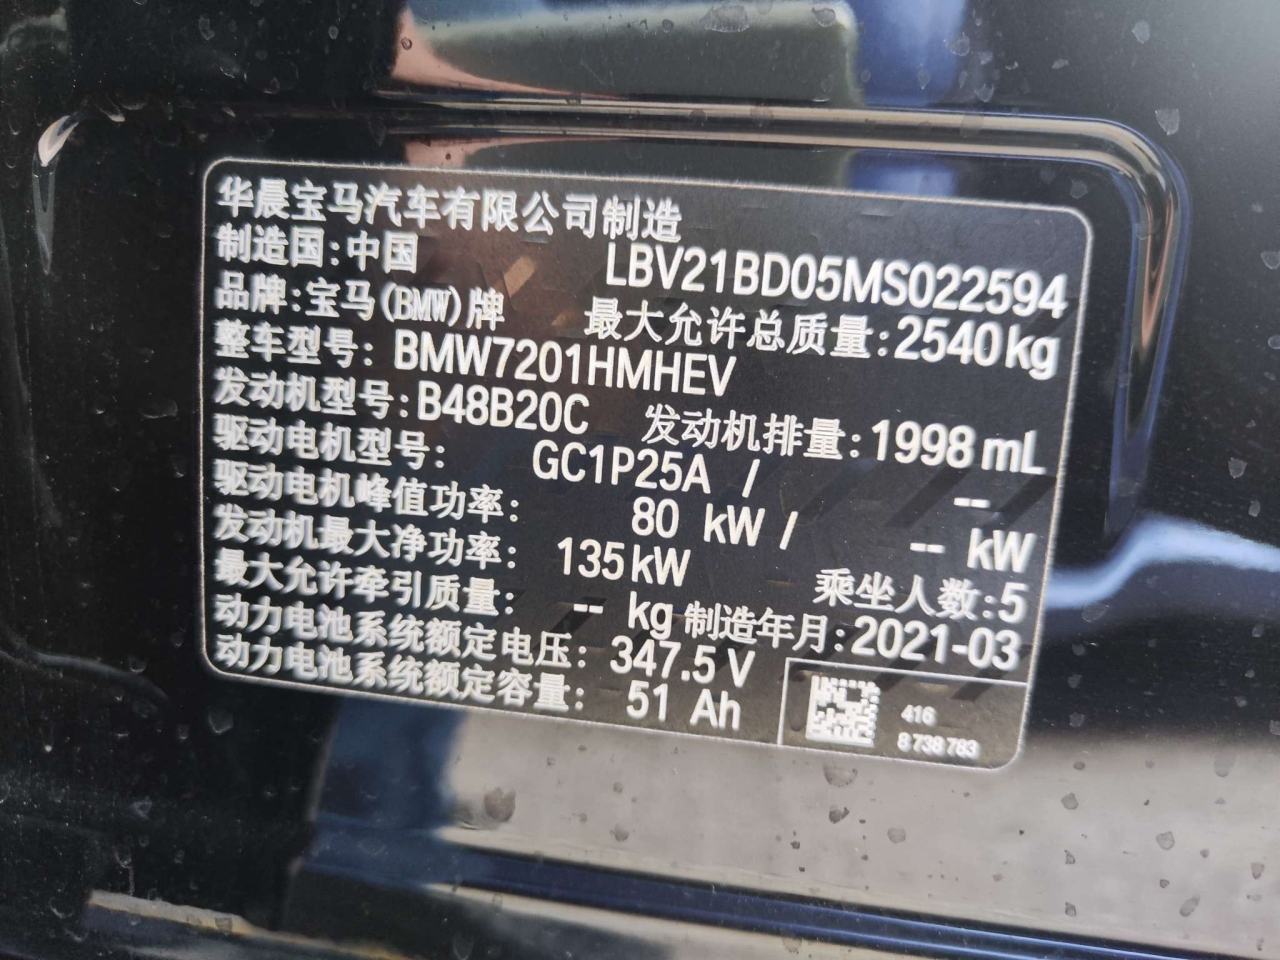 华晨宝马汽车有限公司制造
制造国:中国 LBV21BD05MS022594
品牌:宝马(BMW)牌 最大允许总质量:2540kg
整车型号: BMW7201HMHEV
发动机型号:B48B20C 发动机排量:1998mL
驱动电机型号: GC1P25A / --
驱动电机峰值功率: 80 kW / -- kW
发动机最大净功率: 135kW 乘坐人数:5
最大允许牵引质量: -- kg 制造年月:2021-03
动力电池系统额定电压: 347.5 V
动力电池系统额定容量: 51 Ah
416
8 738 783